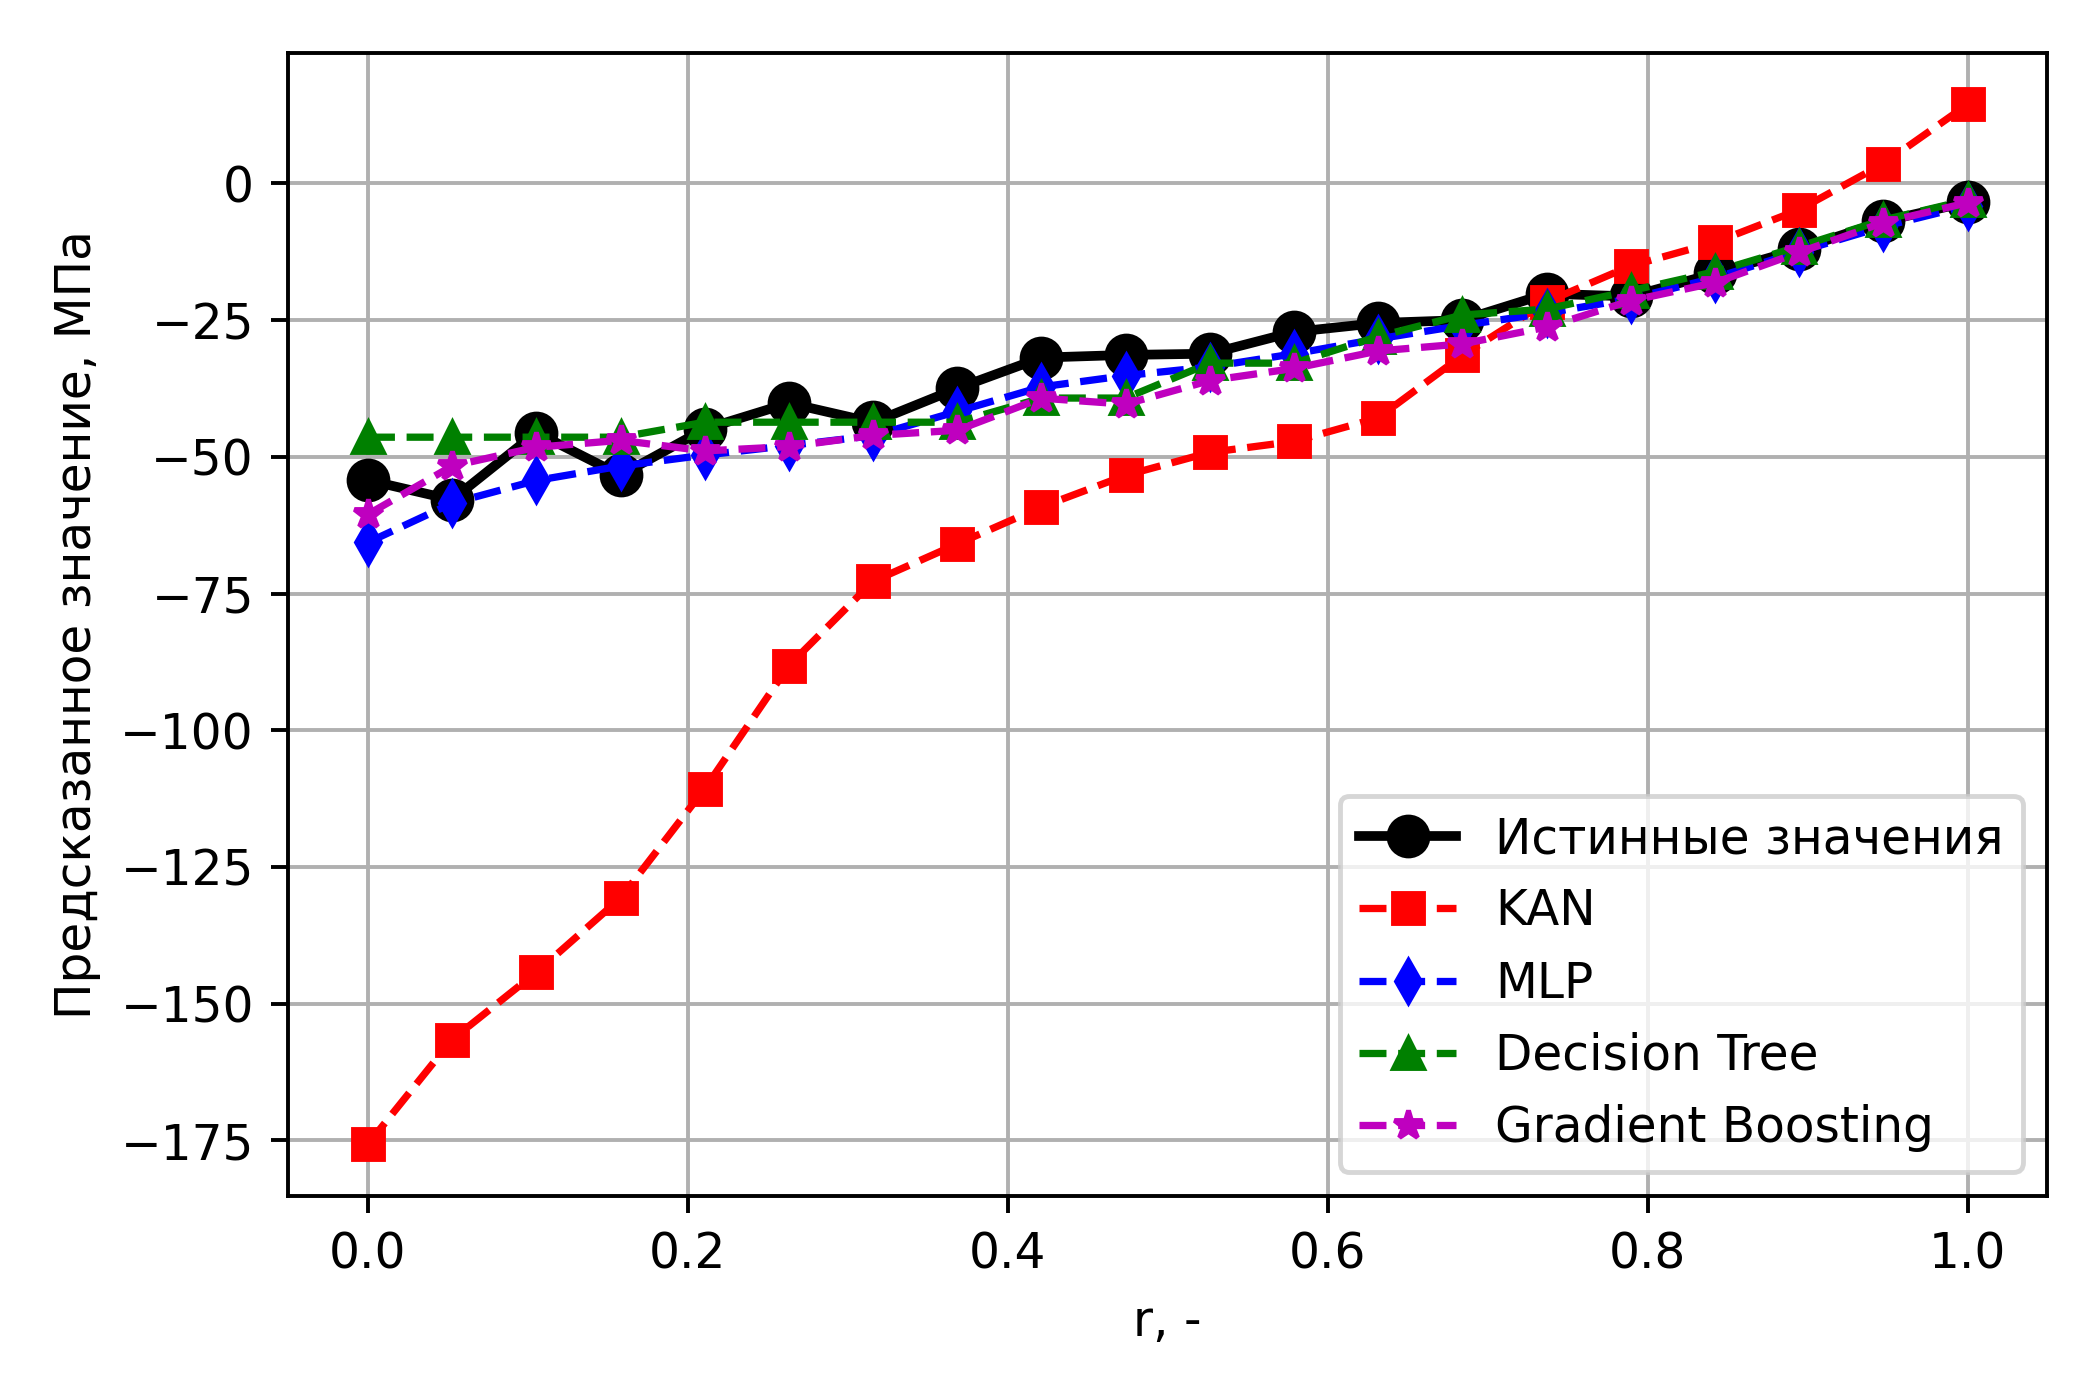 Предсказанное значение, МПа
0
−25
−50
−75
−100
−125
−150
−175
0.0 0.2 0.4 0.6 0.8 1.0
r, -
Истинные значения
KAN
MLP
Decision Tree
Gradient Boosting